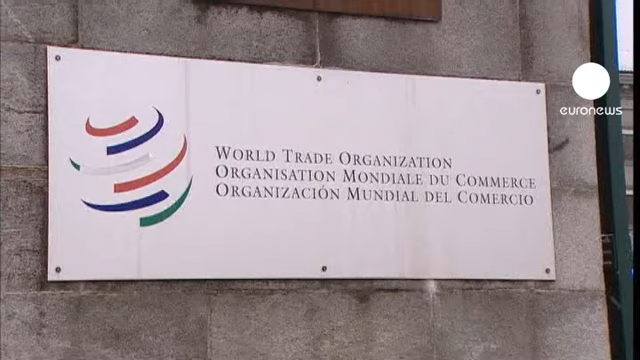 World Trade Organization
Organisation Mondiale du Commerce
Organización Mundial del Comercio
euronews